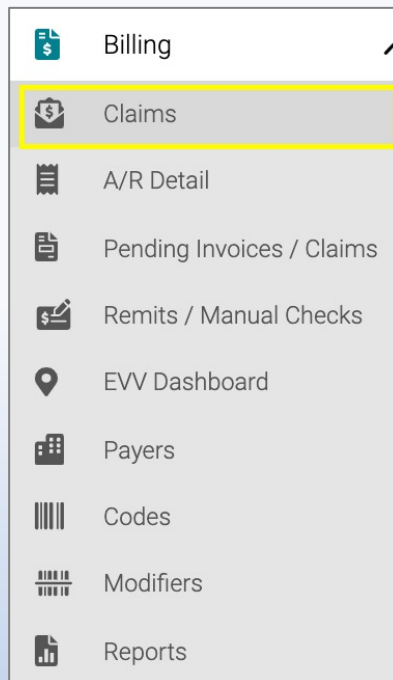 Billing
Claims
A/R Detail
Pending Invoices / Claims
Remits / Manual Checks
EVV Dashboard
Payers
Codes
Modifiers
Reports